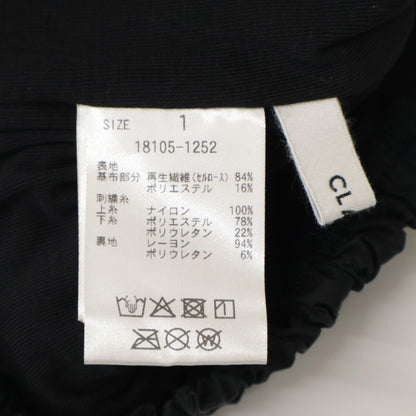 SIZE 1
18105-1252
表地
基布部分 再生繊維(セルロース) 84%
ポリエステル 16%
刺繍糸
上糸 ナイロン 100%
下糸 ポリエステル 78%
ポリウレタン 22%
裏地 レーヨン 94%
ポリウレタン 6%
CLA